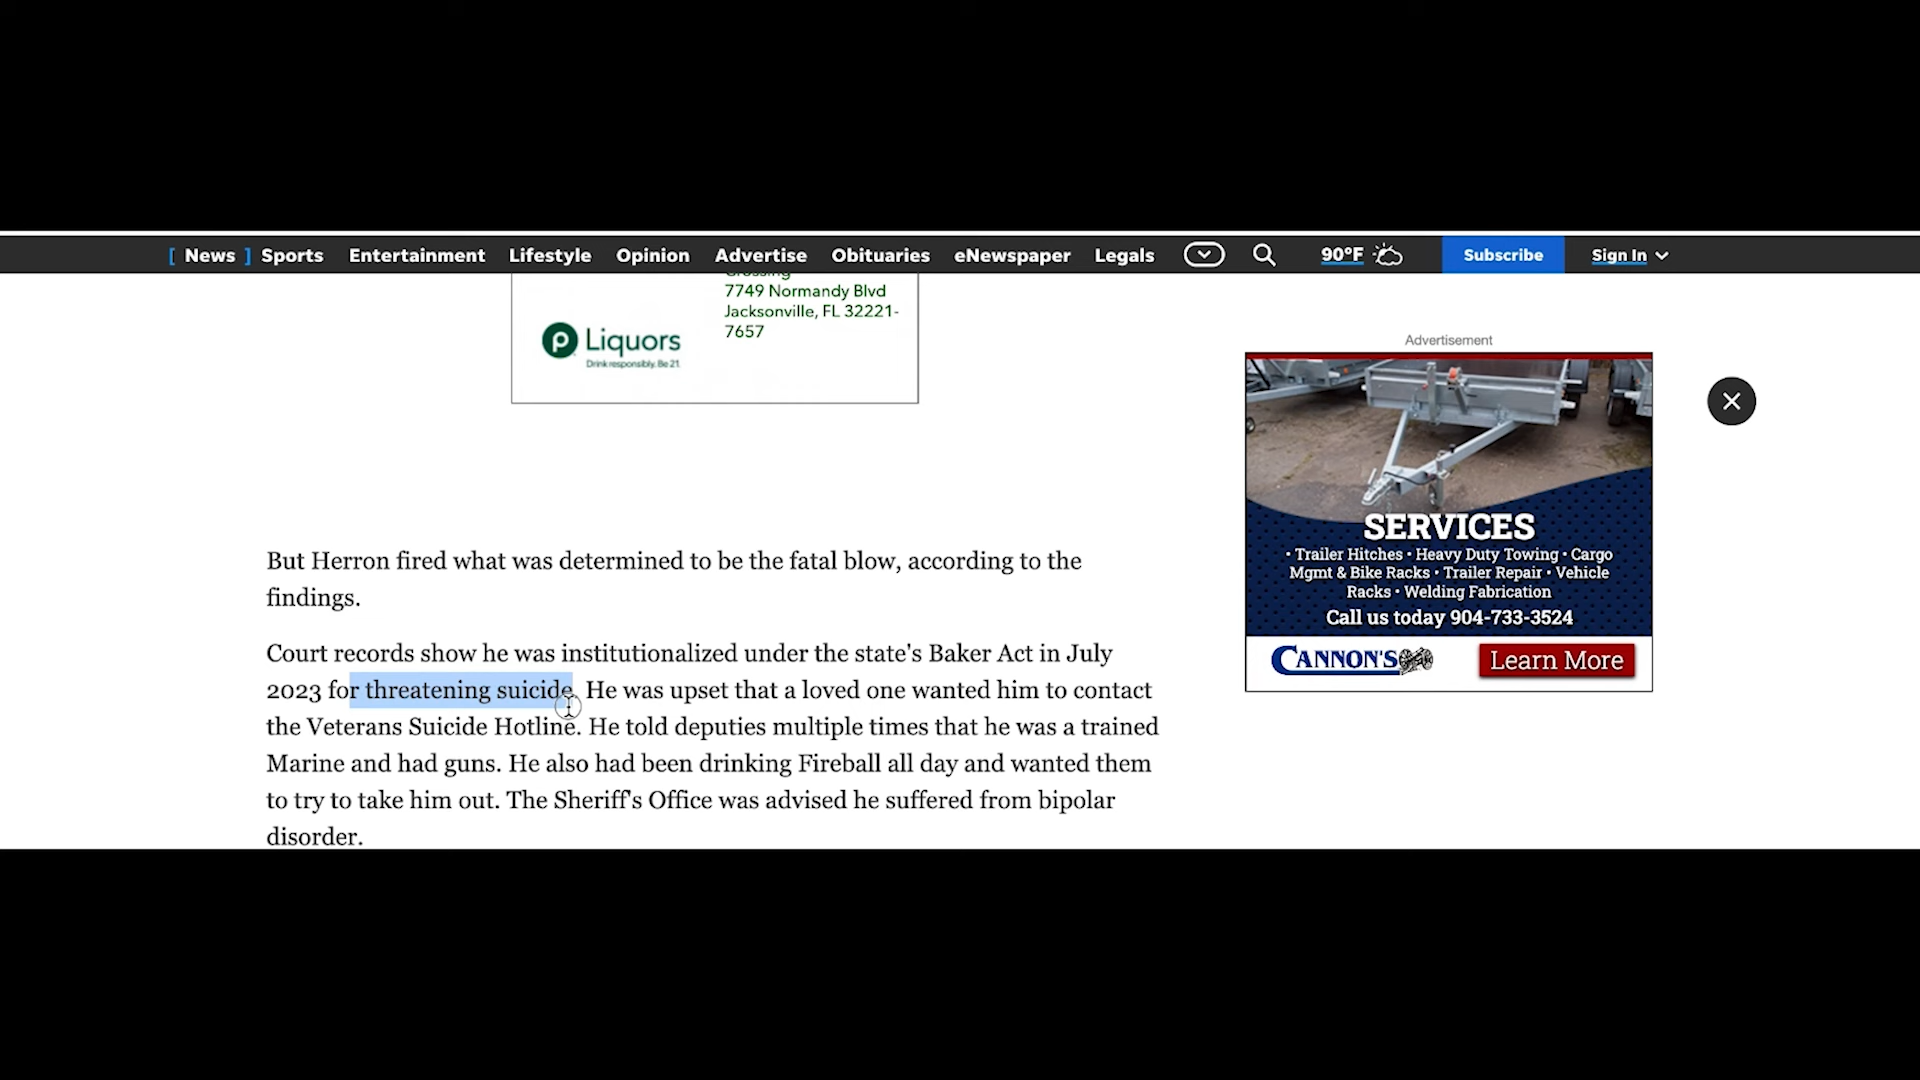 [ News ] Sports Entertainment Lifestyle Opinion Advertise Obituaries eNewspaper Legals 90°F Subscribe Sign In
Crossing
7749 Normandy Blvd
Jacksonville, FL 32221-
7657
P Liquors
Drink responsibly. Be 21.
Advertisement
SERVICES
• Trailer Hitches • Heavy Duty Towing • Cargo
Mgmt & Bike Racks • Trailer Repair • Vehicle
Racks • Welding Fabrication
Call us today 904-733-3524
CANNON'S
Learn More
But Herron fired what was determined to be the fatal blow, according to the
findings.
Court records show he was institutionalized under the state's Baker Act in July
2023 for threatening suicide. He was upset that a loved one wanted him to contact
the Veterans Suicide Hotline. He told deputies multiple times that he was a trained
Marine and had guns. He also had been drinking Fireball all day and wanted them
to try to take him out. The Sheriff's Office was advised he suffered from bipolar
disorder.